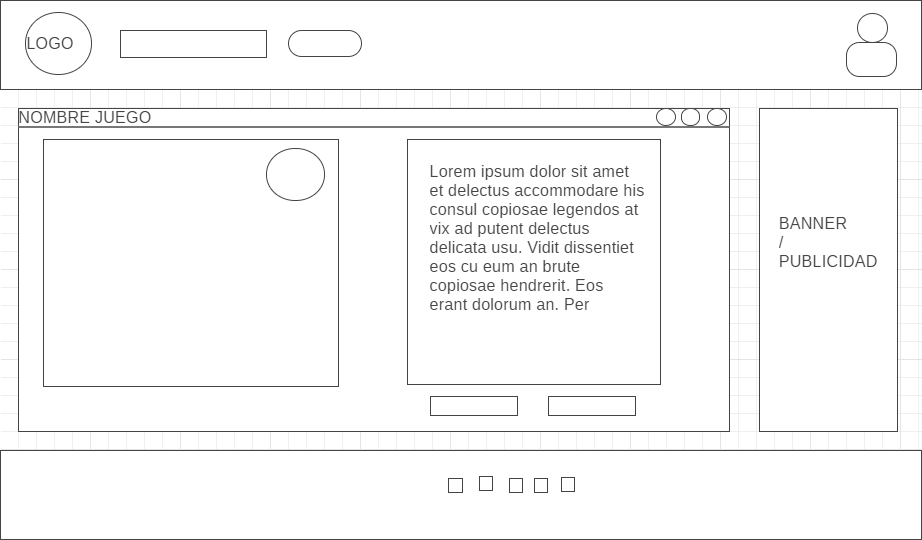 LOGO
NOMBRE JUEGO
Lorem ipsum dolor sit amet
et delectus accommodare his
consul copiosae legendos at
vix ad putent delectus
delicata usu. Vidit dissentiet
eos cu eum an brute
copiosae hendrerit. Eos
erant dolorum an. Per
BANNER
/
PUBLICIDAD